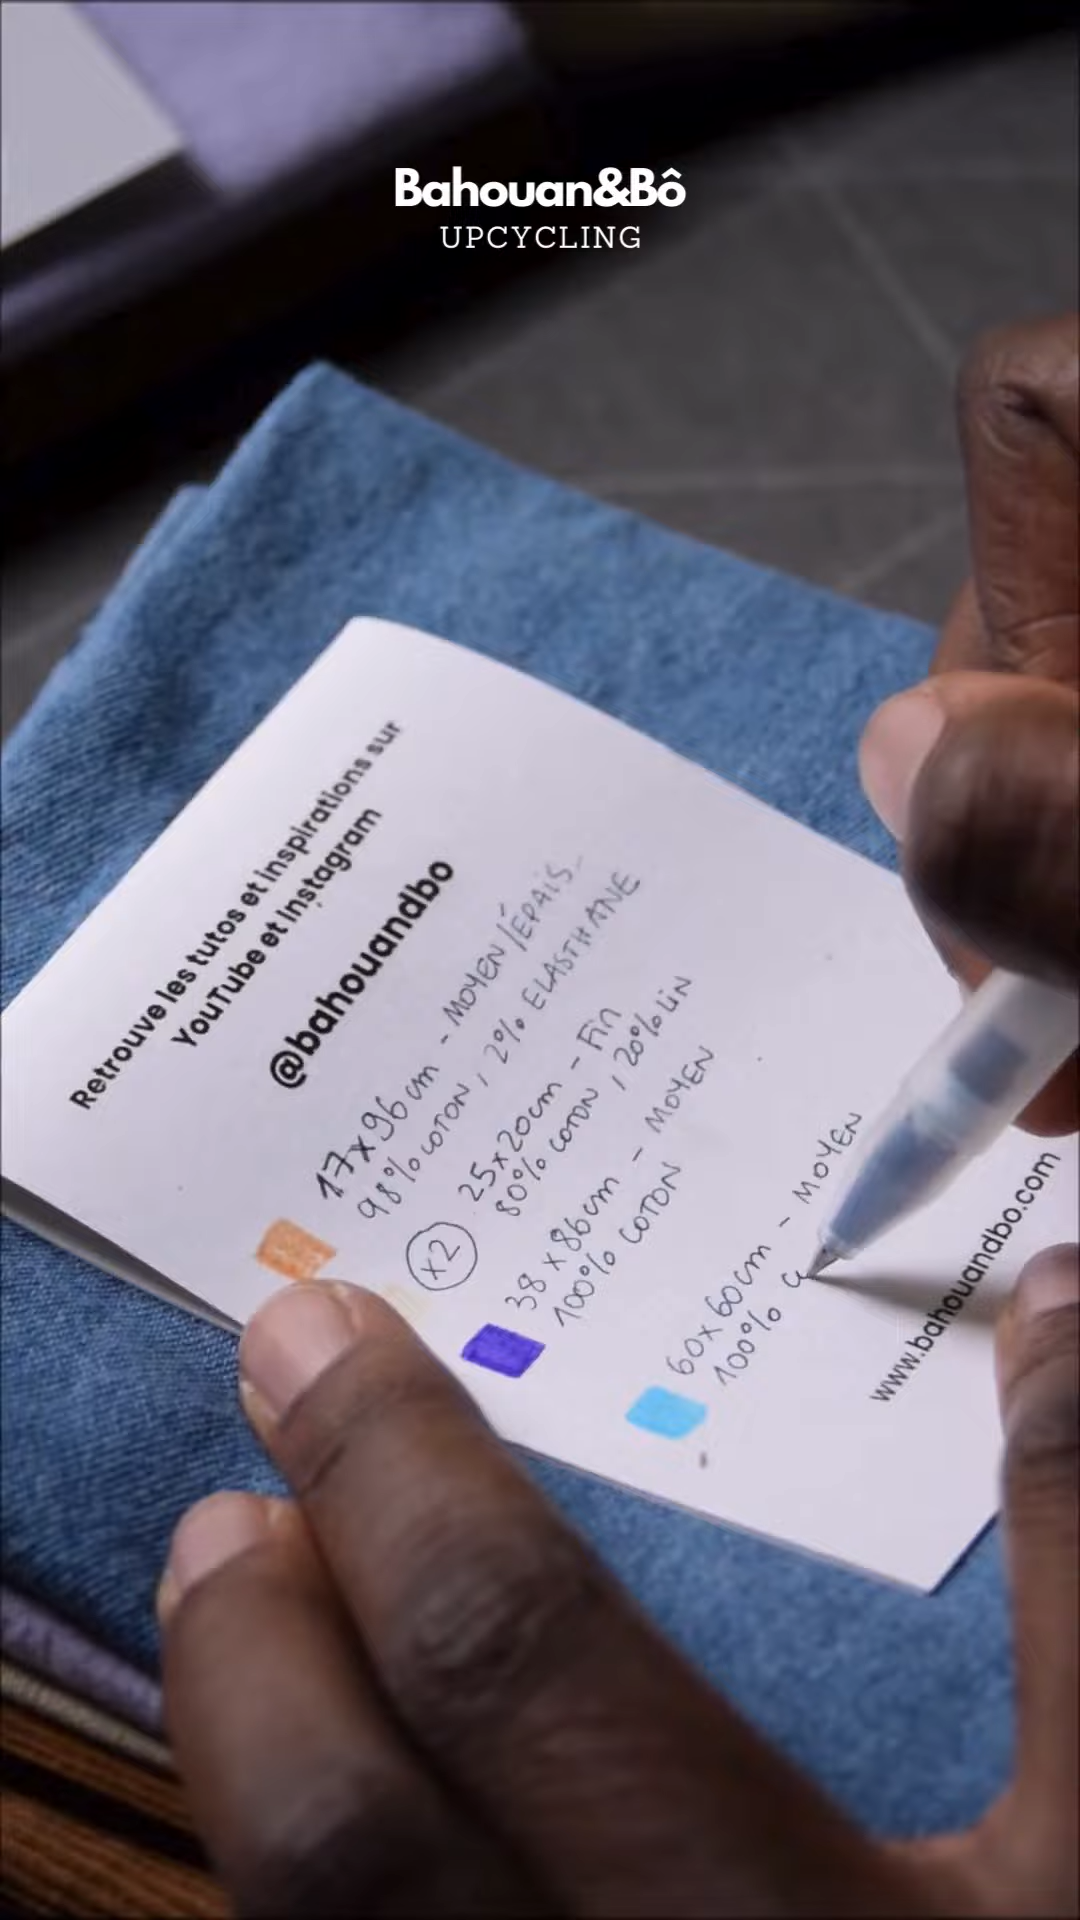 Bahouan&Bô
UPCYCLING
Retrouve les tutos et inspirations sur
YouTube et Instagram
@bahouandbo
17x96cm - MOYEN/ÉPAIS
98% COTON, 2% ELASTHANE
x2
25x20cm - Fin
80% COTON, 20% LIN
38x86cm - MOYEN
100% COTON
60x60cm - MOYEN
100% C
www.bahouandbo.com